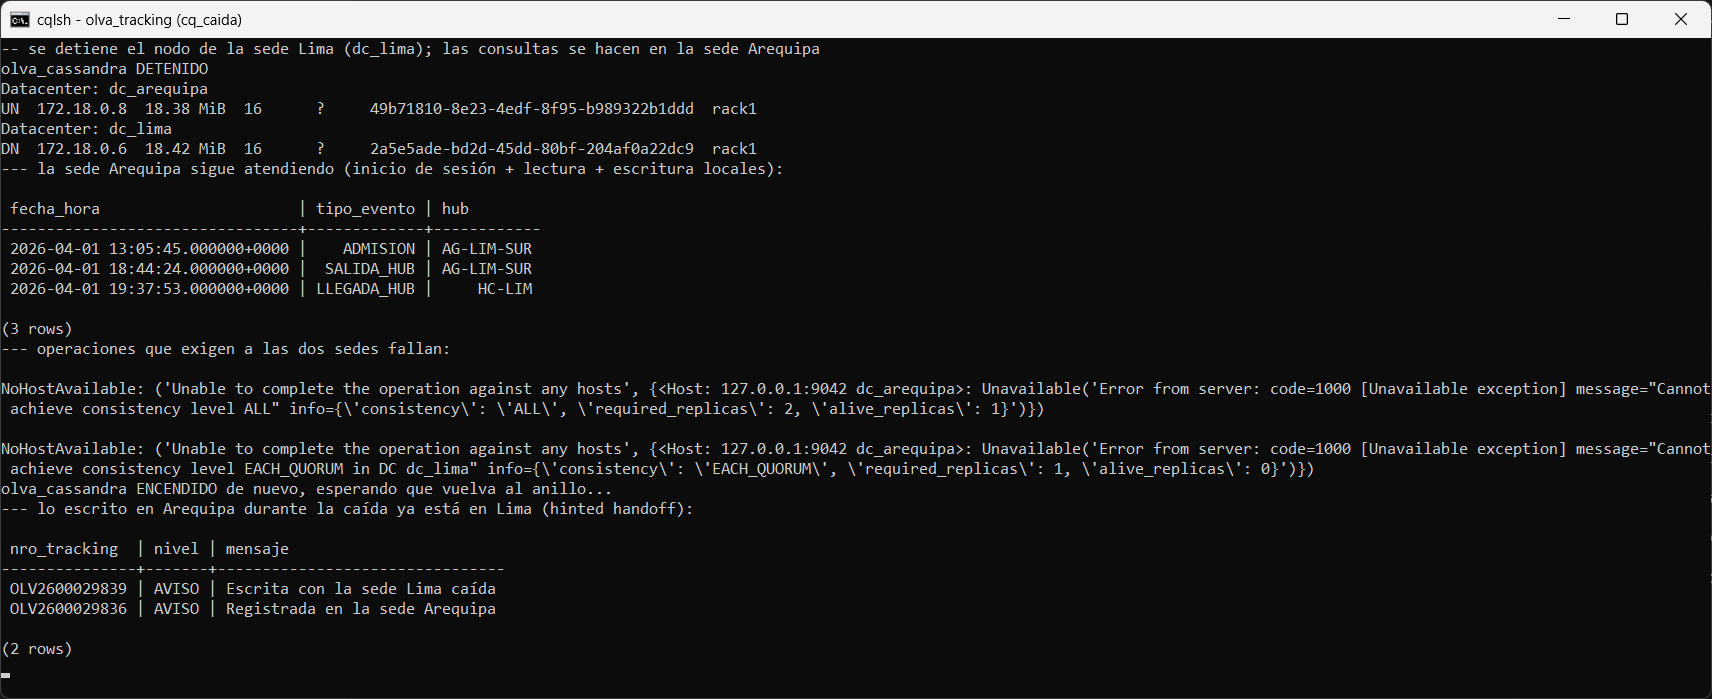 cqlsh - olva_tracking (cq_caida)
-- se detiene el nodo de la sede Lima (dc_lima); las consultas se hacen en la sede Arequipa
olva_cassandra DETENIDO
Datacenter: dc_arequipa
UN  172.18.0.8  18.38 MiB  16      ?     49b71810-8e23-4edf-8f95-b989322b1ddd  rack1
Datacenter: dc_lima
DN  172.18.0.6  18.42 MiB  16      ?     2a5e5ade-bd2d-45dd-80bf-204af0a22dc9  rack1
--- la sede Arequipa sigue atendiendo (inicio de sesión + lectura + escritura locales):
 fecha_hora                      | tipo_evento | hub
---------------------------------+-------------+------------
 2026-04-01 13:05:45.000000+0000 |    ADMISION | AG-LIM-SUR
 2026-04-01 18:44:24.000000+0000 |  SALIDA_HUB | AG-LIM-SUR
 2026-04-01 19:37:53.000000+0000 | LLEGADA_HUB |     HC-LIM
(3 rows)
--- operaciones que exigen a las dos sedes fallan:
NoHostAvailable: ('Unable to complete the operation against any hosts', {<Host: 127.0.0.1:9042 dc_arequipa>: Unavailable('Error from server: code=1000 [Unavailable exception] message="Cannot
 achieve consistency level ALL" info={\'consistency\': \'ALL\', \'required_replicas\': 2, \'alive_replicas\': 1}')})
NoHostAvailable: ('Unable to complete the operation against any hosts', {<Host: 127.0.0.1:9042 dc_arequipa>: Unavailable('Error from server: code=1000 [Unavailable exception] message="Cannot
 achieve consistency level EACH_QUORUM in DC dc_lima" info={\'consistency\': \'EACH_QUORUM\', \'required_replicas\': 1, \'alive_replicas\': 0}')})
olva_cassandra ENCENDIDO de nuevo, esperando que vuelva al anillo...
--- lo escrito en Arequipa durante la caída ya está en Lima (hinted handoff):
 nro_tracking  | nivel | mensaje
---------------+-------+--------------------------------
 OLV2600029839 | AVISO | Escrita con la sede Lima caída
 OLV2600029836 | AVISO | Registrada en la sede Arequipa
(2 rows)